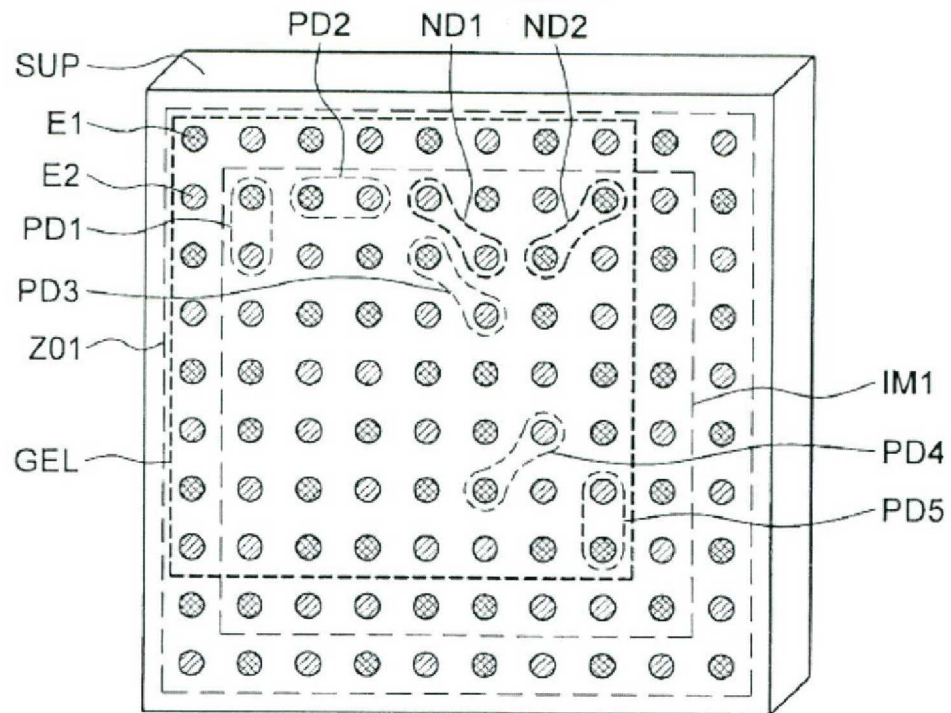 PD2 ND1 ND2
SUP
E1
E2
PD1
PD3
Z01
IM1
GEL
PD4
PD5